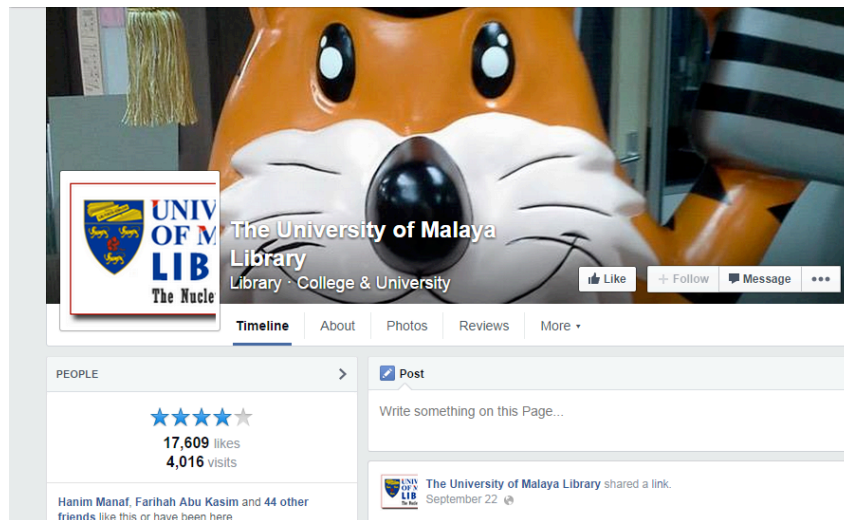 UNIV
OF M
LIB
The Nucle
The University of Malaya
Library
Library · College & University
Like
+ Follow
Message
Timeline
About
Photos
Reviews
More
PEOPLE
17,609 likes
4,016 visits
Hanim Manaf, Farihah Abu Kasim and 44 other
friends like this or have been here
Post
Write something on this Page...
UNIV
OF M
LIB
The University of Malaya Library shared a link.
September 22